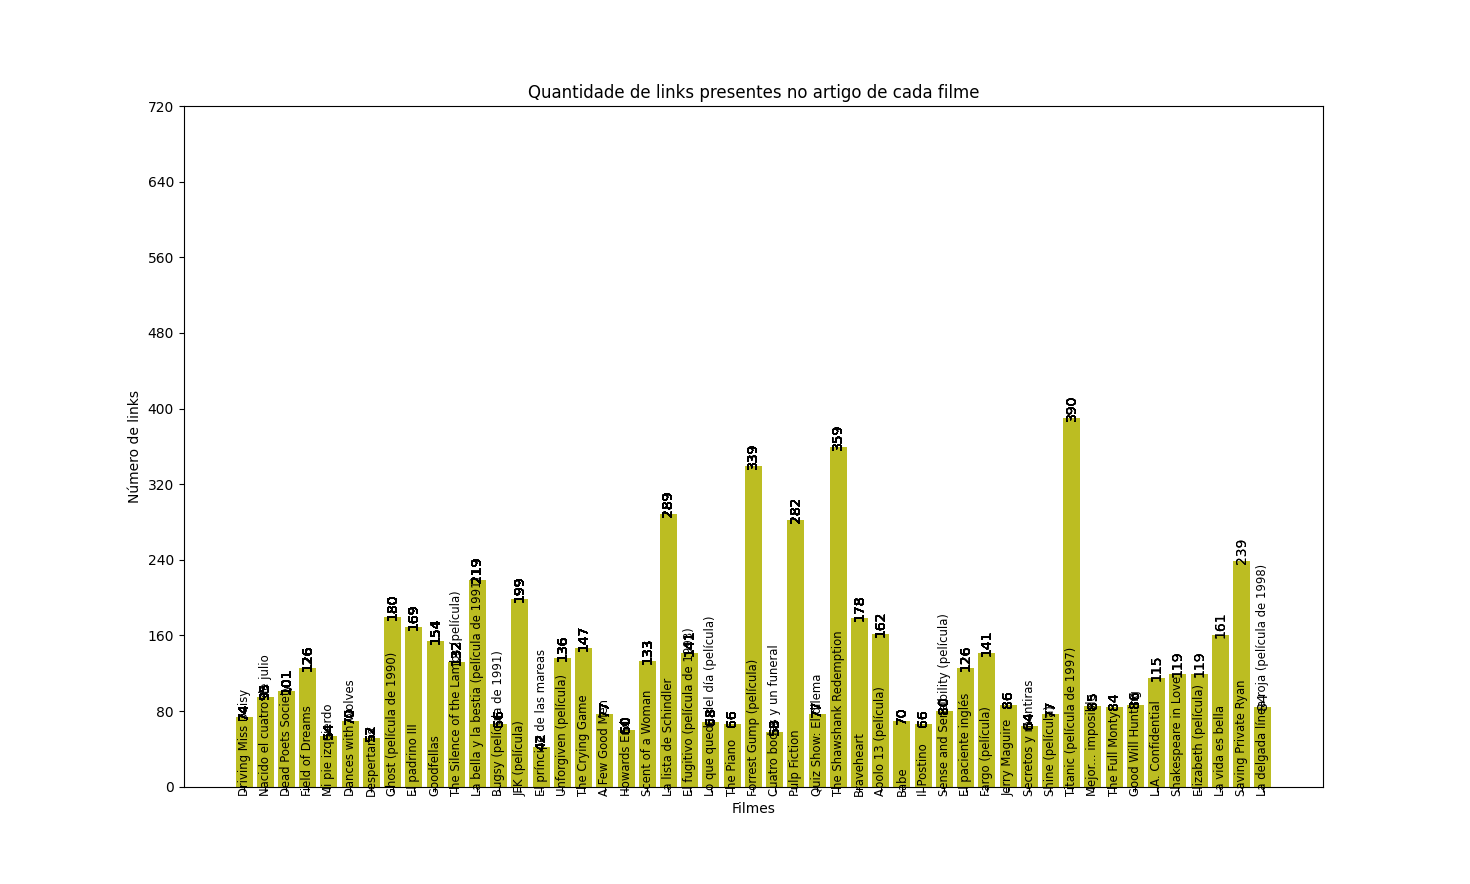 Quantidade de links presentes no artigo de cada filme
Número de links
720
640
560
480
400
320
240
160
80
0
74
95
101
126
54
70
52
180
169
154
132
219
66
199
42
136
147
77
60
133
289
141
68
66
339
282
77
359
178
162
70
66
80
126
141
86
64
77
390
85
84
86
115
119
119
161
239
84
Driving Miss Daisy
Nacido el cuatro de julio
Dead Poets Society
Field of Dreams
Mi pie izquierdo
Dances with Wolves
Despertares
Ghost (película de 1990)
El padrino III
Goodfellas
The Silence of the Lambs (película)
La bella y la bestia (película de 1991)
Bugsy (película de 1991)
JFK (película)
El príncipe de las mareas
Unforgiven (película)
The Crying Game
A Few Good Men
Howards End
Scent of a Woman
La lista de Schindler
El fugitivo (película de 1993)
Lo que queda del día (película)
The Piano
Forrest Gump (película)
Cuatro bodas y un funeral
Pulp Fiction
Quiz Show: El dilema
The Shawshank Redemption
Braveheart
Apolo 13 (película)
Babe
Il Postino
Sense and Sensibility (película)
El paciente inglés
Fargo (película)
Jerry Maguire
Secretos y mentiras
Shine (película)
Titanic (película de 1997)
Mejor... imposible
The Full Monty
Good Will Hunting
L.A. Confidential
Shakespeare in Love
Elizabeth (película)
La vida es bella
Saving Private Ryan
La delgada línea roja (película de 1998)
Filmes